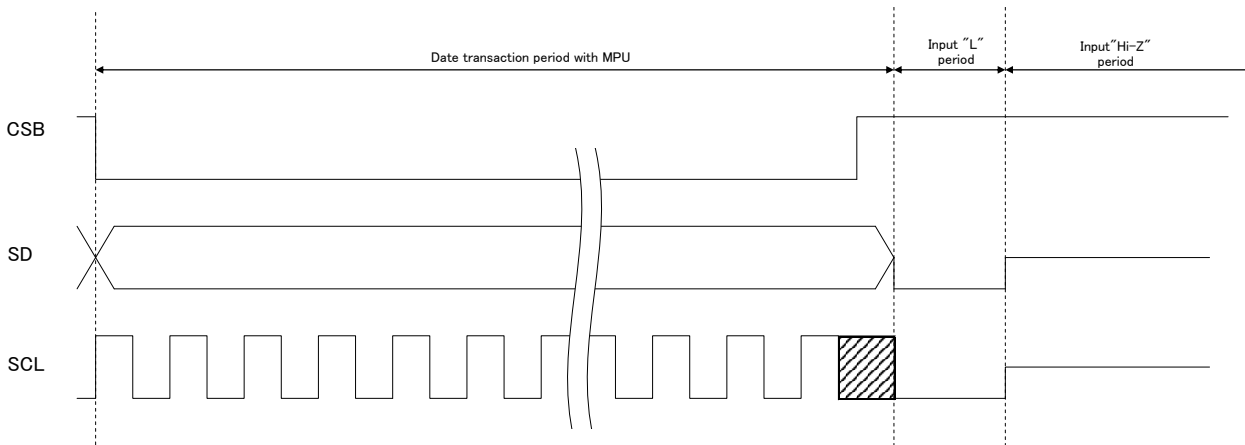 Date transaction period with MPU
Input "L"
period
Input"Hi-Z"
period
CSB
SD
SCL